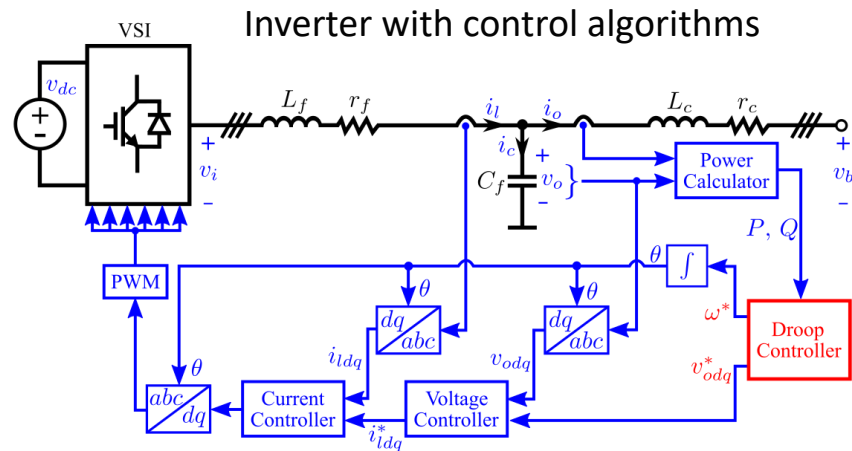 Inverter with control algorithms
VSI
v_dc
+
-
+
v_i
-
L_f
r_f
i_l
i_o
i_c
C_f
+
v_o
-
L_c
r_c
+
v_b
-
Power
Calculator
P, Q
PWM
θ
∫
θ
θ
θ
dq
abc
dq
abc
ω*
Droop
Controller
v*_odq
i_ldq
v_odq
abc
dq
Current
Controller
i*_ldq
Voltage
Controller